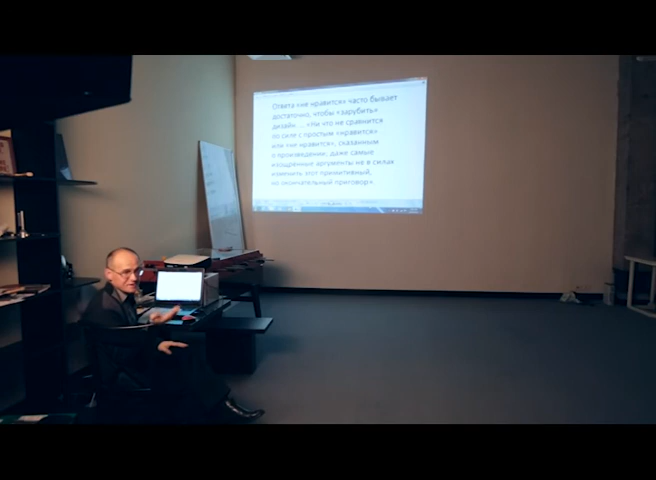 Ответа «не нравится» часто бывает
достаточно, чтобы «зарубить»
дизайн... «Ни что не сравнится
по силе с простым «нравится»
или «не нравится», сказанным
о произведении, даже самые
изощрённые аргументы не в силах
изменить этот примитивный,
но окончательный приговор»